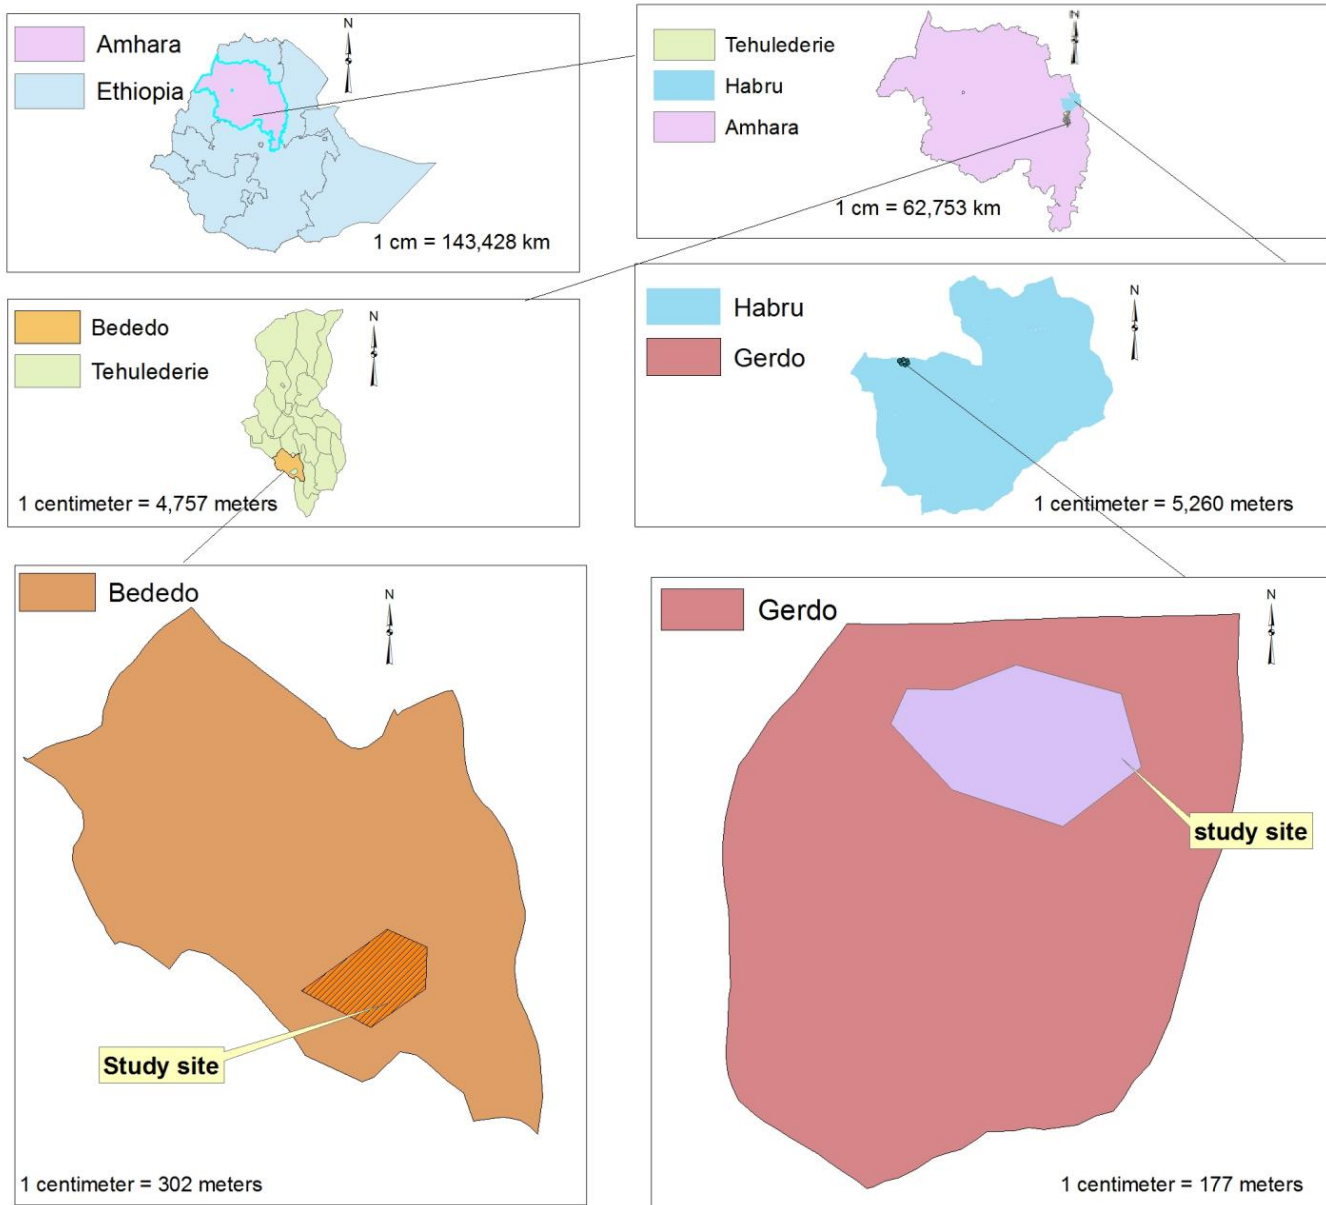 Amhara
Ethiopia
N
1 cm = 143,428 km
Tehulederie
Habru
Amhara
N
1 cm = 62,753 km
Bededo
Tehulederie
N
1 centimeter = 4,757 meters
Habru
Gerdo
N
1 centimeter = 5,260 meters
Bededo
N
Study site
1 centimeter = 302 meters
Gerdo
N
study site
1 centimeter = 177 meters